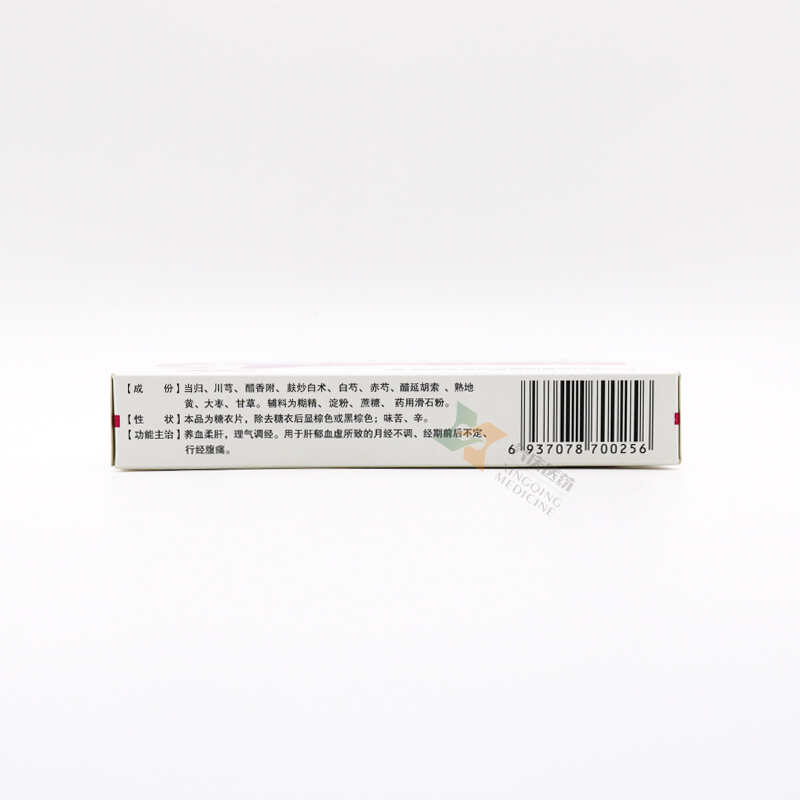 【成 份】当归、川芎、醋香附、麸炒白术、白芍、赤芍、醋延胡索、熟地
黄、大枣、甘草。辅料为糊精、淀粉、蔗糖、药用滑石粉。
【性 状】本品为糖衣片，除去糖衣后显棕色或黑棕色；味苦、辛。
【功能主治】养血柔肝，理气调经。用于肝郁血虚所致的月经不调、经期前后不定、
行经腹痛。
6 937078 700256
XINGQING
MEDICINE